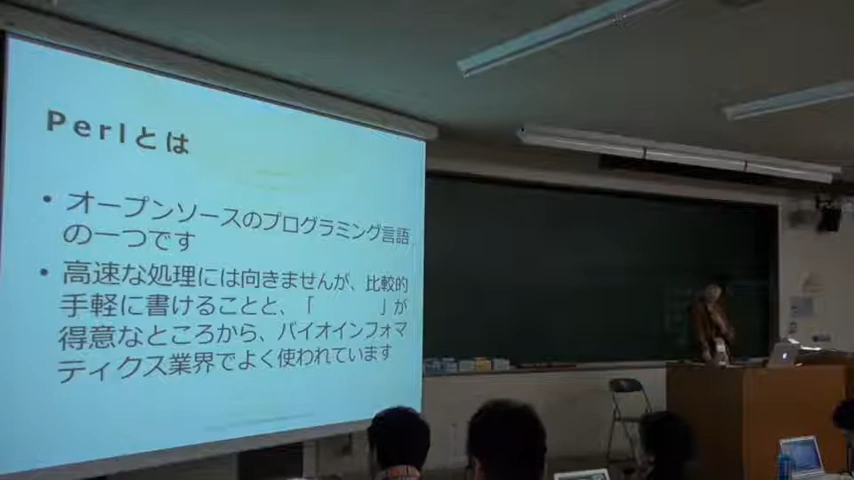 Perlとは
• オープンソースのプログラミング言語
の一つです
• 高速な処理には向きませんが、比較的
手軽に書けることと、「　　　」が
得意なところから、バイオインフォマ
ティクス業界でよく使われています